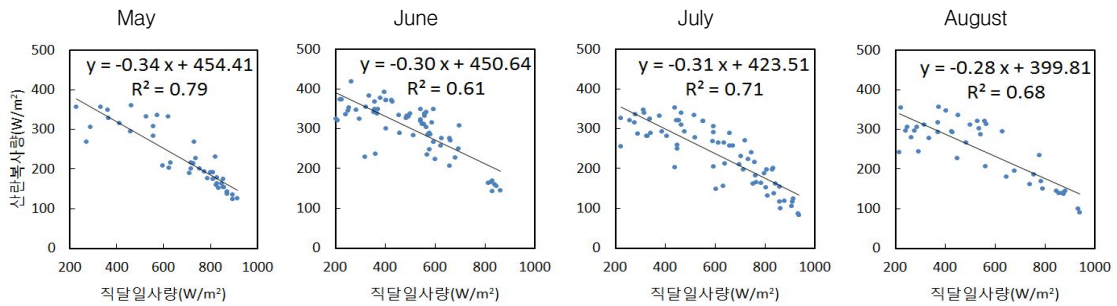 May June July August
500 500 500 500
y = -0.34 x + 454.41 y = -0.30 x + 450.64 y = -0.31 x + 423.51 y = -0.28 x + 399.81
R² = 0.79 R² = 0.61 R² = 0.71 R² = 0.68
400 400 400 400
300 300 300 300
200 200 200 200
100 100 100 100
0 0 0 0
산란복사량(W/m²)
200 400 600 800 1000 200 400 600 800 1000 200 400 600 800 1000 200 400 600 800 1000
직달일사량(W/m²) 직달일사량(W/m²) 직달일사량(W/m²) 직달일사량(W/m²)